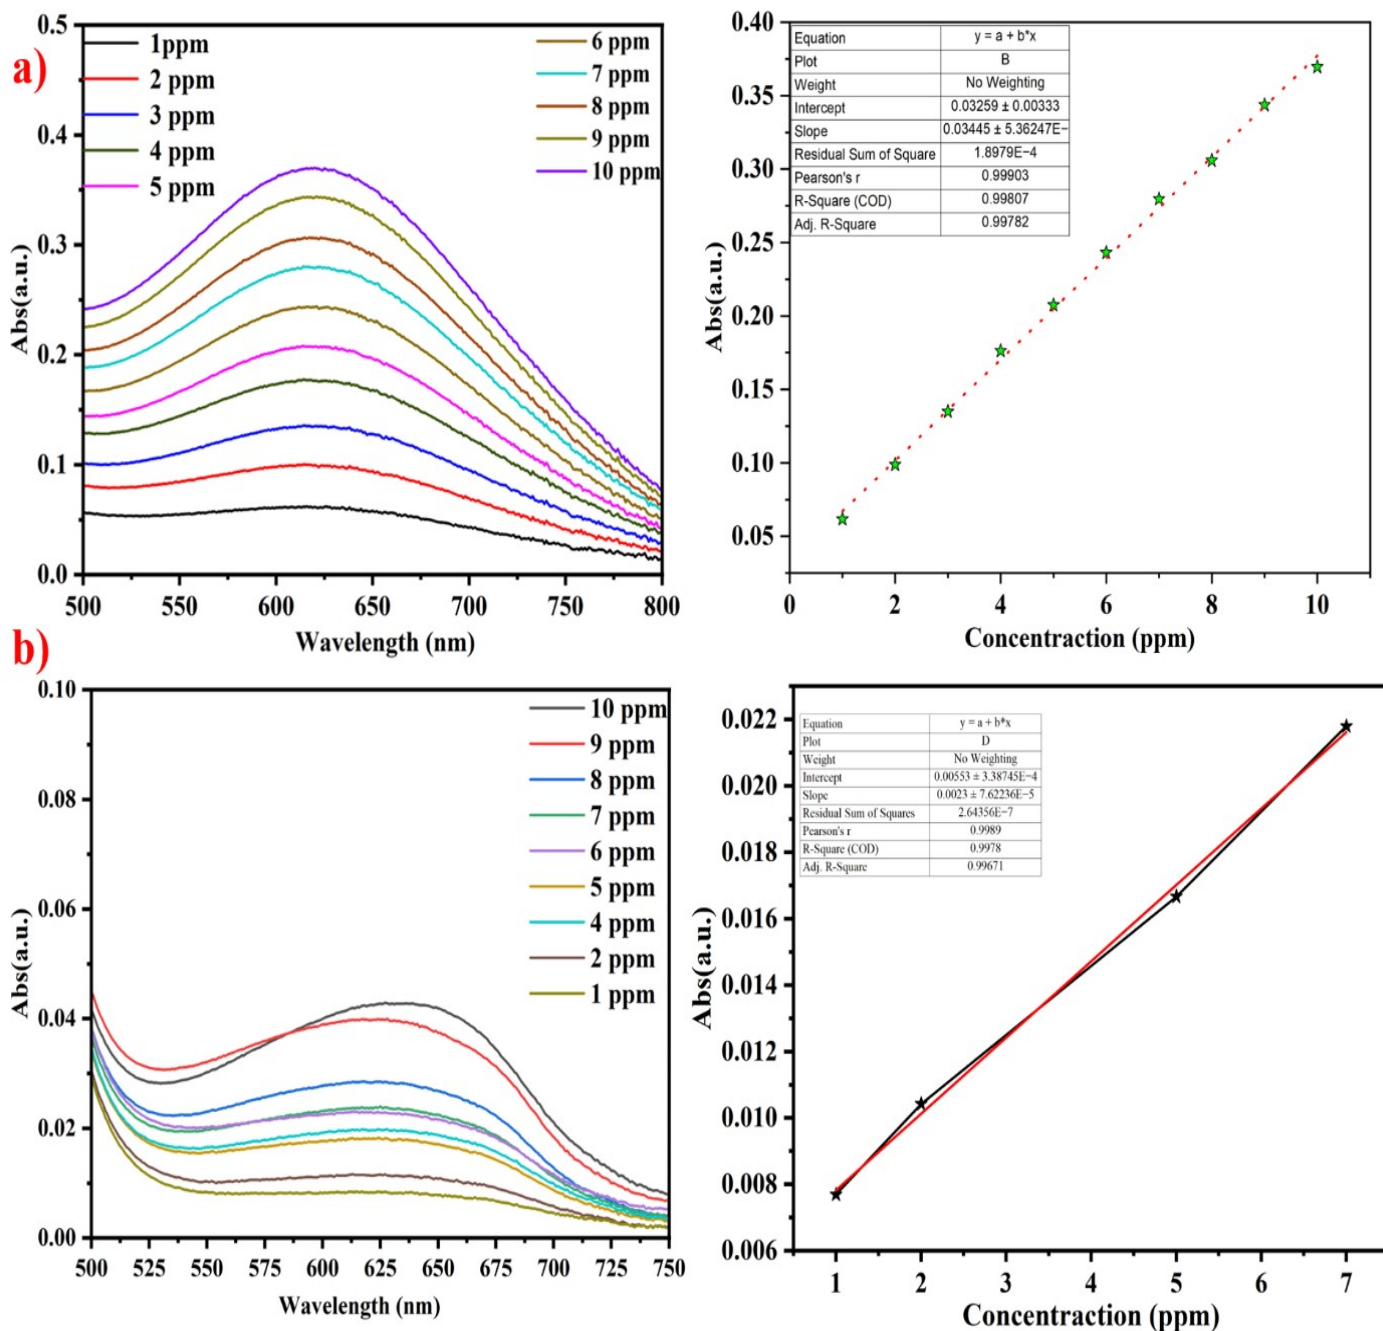 a)
0.5
0.4
0.3
0.2
0.1
0.0
Abs(a.u.)
1ppm
2 ppm
3 ppm
4 ppm
5 ppm
6 ppm
7 ppm
8 ppm
9 ppm
10 ppm
500 550 600 650 700 750 800
Wavelength (nm)
0.40
0.35
0.30
0.25
0.20
0.15
0.10
0.05
Abs(a.u.)
Equation y = a + b*x
Plot B
Weight No Weighting
Intercept 0.03259 ± 0.00333
Slope 0.03445 ± 5.36247E−
Residual Sum of Square 1.8979E−4
Pearson's r 0.99903
R-Square (COD) 0.99807
Adj. R-Square 0.99782
0 2 4 6 8 10
Concentraction (ppm)
b)
0.10
0.08
0.06
0.04
0.02
0.00
Abs(a.u.)
10 ppm
9 ppm
8 ppm
7 ppm
6 ppm
5 ppm
4 ppm
2 ppm
1 ppm
500 525 550 575 600 625 650 675 700 725 750
Wavelength (nm)
0.022
0.020
0.018
0.016
0.014
0.012
0.010
0.008
0.006
Abs(a.u.)
Equation y = a + b*x
Plot D
Weight No Weighting
Intercept 0.00553 ± 3.38745E−4
Slope 0.0023 ± 7.62236E−5
Residual Sum of Squares 2.64356E−7
Pearson's r 0.9989
R-Square (COD) 0.9978
Adj. R-Square 0.99671
1 2 3 4 5 6 7
Concentraction (ppm)